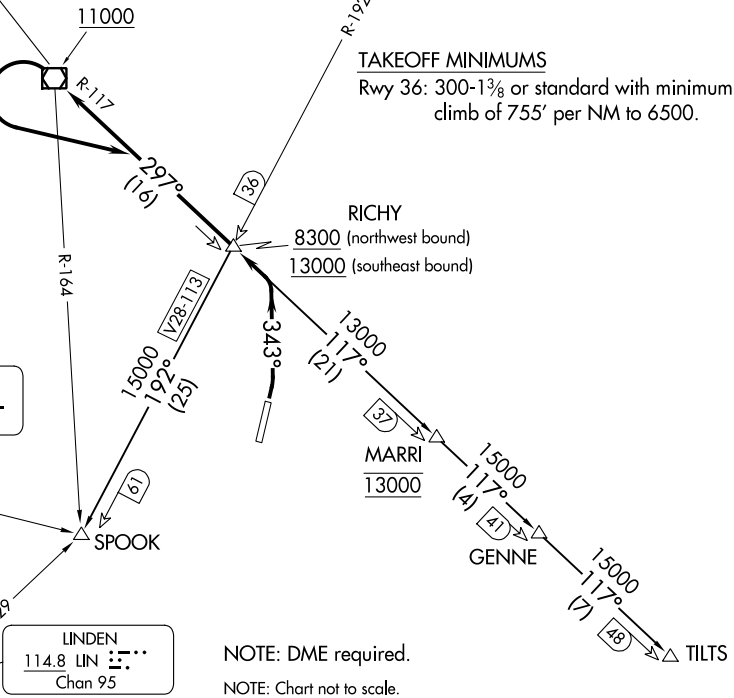 11000
R-192
TAKEOFF MINIMUMS
Rwy 36: 300-1⅜ or standard with minimum
climb of 755' per NM to 6500.
R-117
297°
(16)
36
RICHY
8300 (northwest bound)
13000 (southeast bound)
R-164
V28-113
15000
192°
(25)
343°
13000
117°
(21)
37
MARRI
13000
15000
117°
(4)
41
GENNE
61
SPOOK
15000
117°
(7)
48
TILTS
LINDEN
114.8 LIN
Chan 95
NOTE: DME required.
NOTE: Chart not to scale.